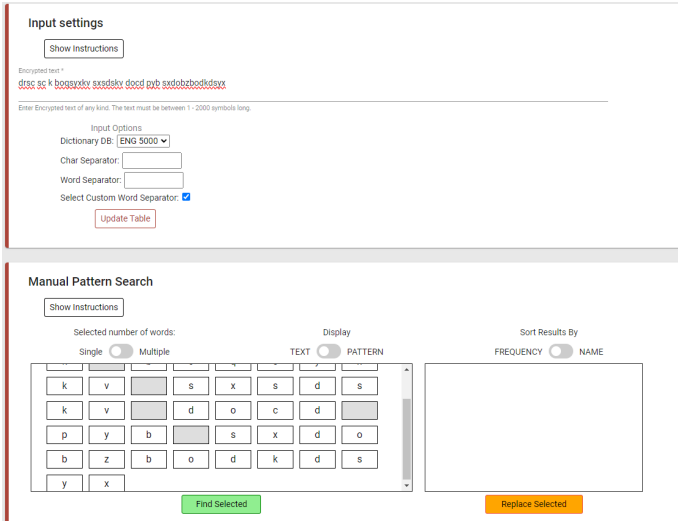 Input settings
Show Instructions
Encrypted text *
drsc sc k boqsyxkv sxsdskv docd pyb sxdobzbodkdsyx
Enter Encrypted text of any kind. The text must be between 1 - 2000 symbols long.
Input Options
Dictionary DB: ENG 5000
Char Separator:
Word Separator:
Select Custom Word Separator:
Update Table
Manual Pattern Search
Show Instructions
Selected number of words: Display Sort Results By
Single Multiple TEXT PATTERN FREQUENCY NAME
k v s x s d s
k v d o c d
p y b s x d o
b z b o d k d s
y x
Find Selected Replace Selected